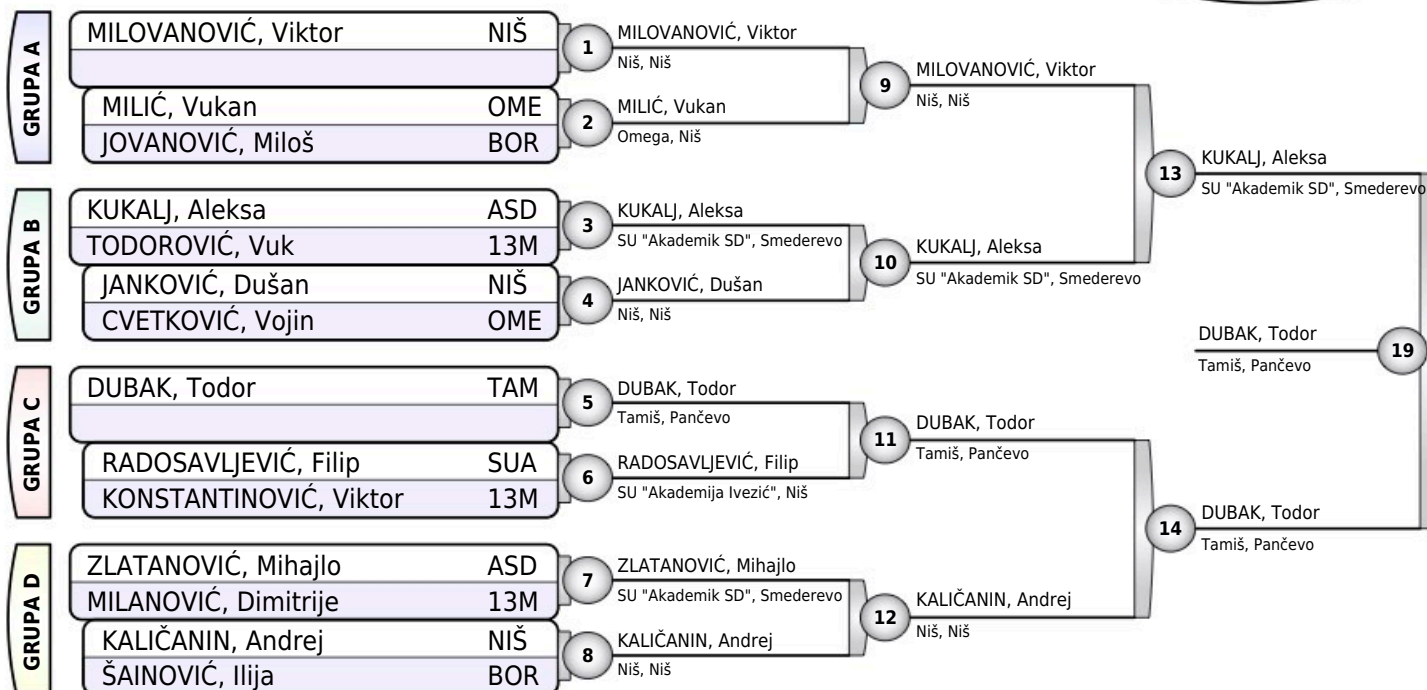 GRUPA A
MILOVANOVIĆ, Viktor NIŠ
MILIĆ, Vukan OME
JOVANOVIĆ, Miloš BOR
GRUPA B
KUKALJ, Aleksa ASD
TODOROVIĆ, Vuk 13M
JANKOVIĆ, Dušan NIŠ
CVETKOVIĆ, Vojin OME
GRUPA C
DUBAK, Todor TAM
RADOSAVLJEVIĆ, Filip SUA
KONSTANTINOVIĆ, Viktor 13M
GRUPA D
ZLATANOVIĆ, Mihajlo ASD
MILANOVIĆ, Dimitrije 13M
KALIČANIN, Andrej NIŠ
ŠAINOVIĆ, Ilija BOR
1 MILOVANOVIĆ, Viktor
Niš, Niš
2 MILIĆ, Vukan
Omega, Niš
3 KUKALJ, Aleksa
SU "Akademik SD", Smederevo
4 JANKOVIĆ, Dušan
Niš, Niš
5 DUBAK, Todor
Tamiš, Pančevo
6 RADOSAVLJEVIĆ, Filip
SU "Akademija Ivezić", Niš
7 ZLATANOVIĆ, Mihajlo
SU "Akademik SD", Smederevo
8 KALIČANIN, Andrej
Niš, Niš
9 MILOVANOVIĆ, Viktor
Niš, Niš
10 KUKALJ, Aleksa
SU "Akademik SD", Smederevo
11 DUBAK, Todor
Tamiš, Pančevo
12 KALIČANIN, Andrej
Niš, Niš
13 KUKALJ, Aleksa
SU "Akademik SD", Smederevo
14 DUBAK, Todor
Tamiš, Pančevo
DUBAK, Todor 19
Tamiš, Pančevo